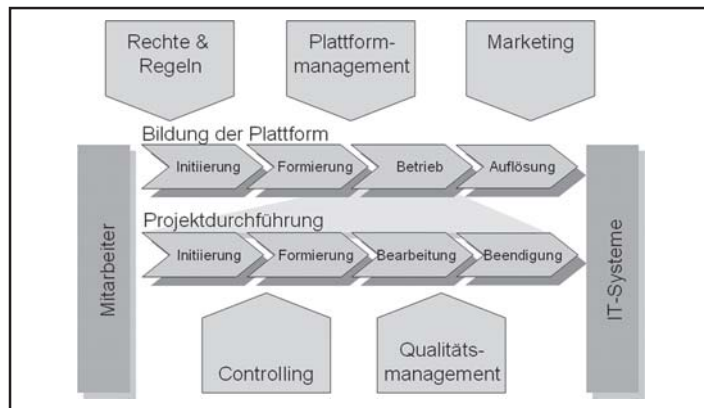 Rechte &
Regeln
Plattform-
management
Marketing
Bildung der Plattform
Initiierung
Formierung
Betrieb
Auflösung
Projektdurchführung
Initiierung
Formierung
Bearbeitung
Beendigung
Mitarbeiter
IT-Systeme
Controlling
Qualitäts-
management